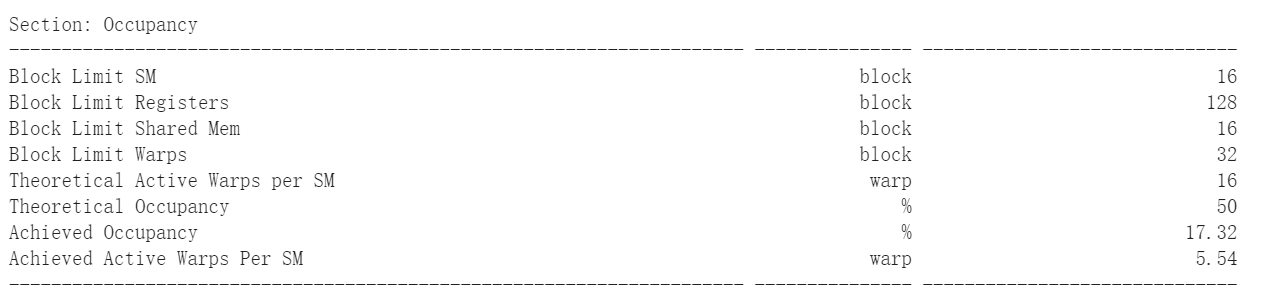 Section: Occupancy
---------------------------------------------------------------------- --------------- ------------------------------
Block Limit SM block 16
Block Limit Registers block 128
Block Limit Shared Mem block 16
Block Limit Warps block 32
Theoretical Active Warps per SM warp 16
Theoretical Occupancy % 50
Achieved Occupancy % 17.32
Achieved Active Warps Per SM warp 5.54
---------------------------------------------------------------------- --------------- ------------------------------